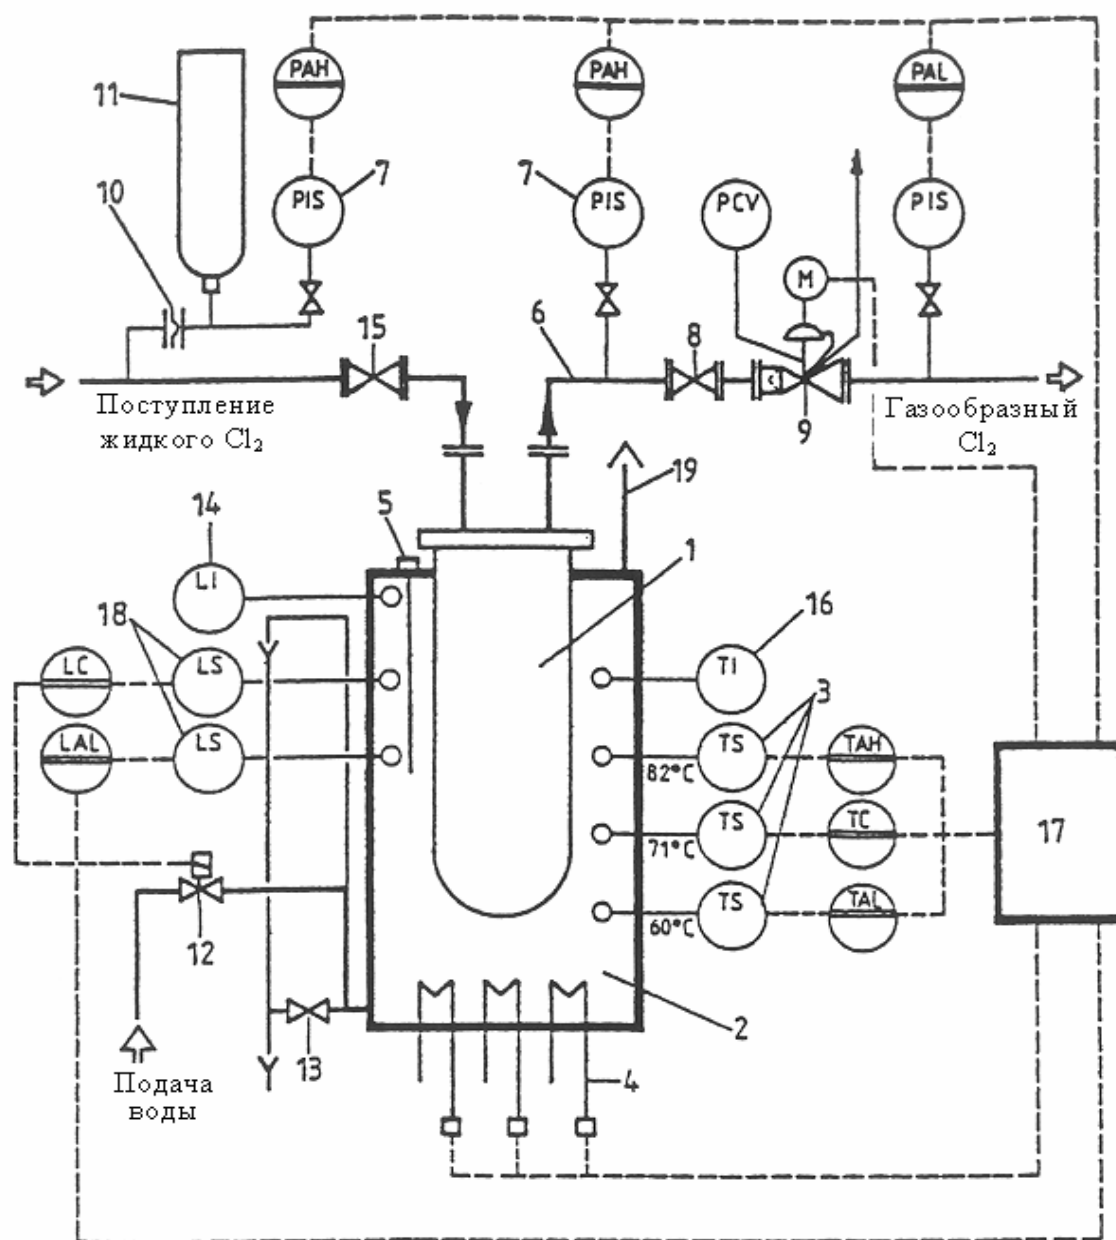 PAH
PAH
PAL
11
7
7
10
PIS
PIS
PCV
PIS
M
15
6
8
9
Поступление
жидкого Cl₂
Газообразный
Cl₂
19
14
5
1
LI
16
18
LC
LS
TI
3
LAL
LS
TS
TAH
82°C
TS
TC
17
71°C
TS
TAL
60°C
12
2
13
4
Подача
воды